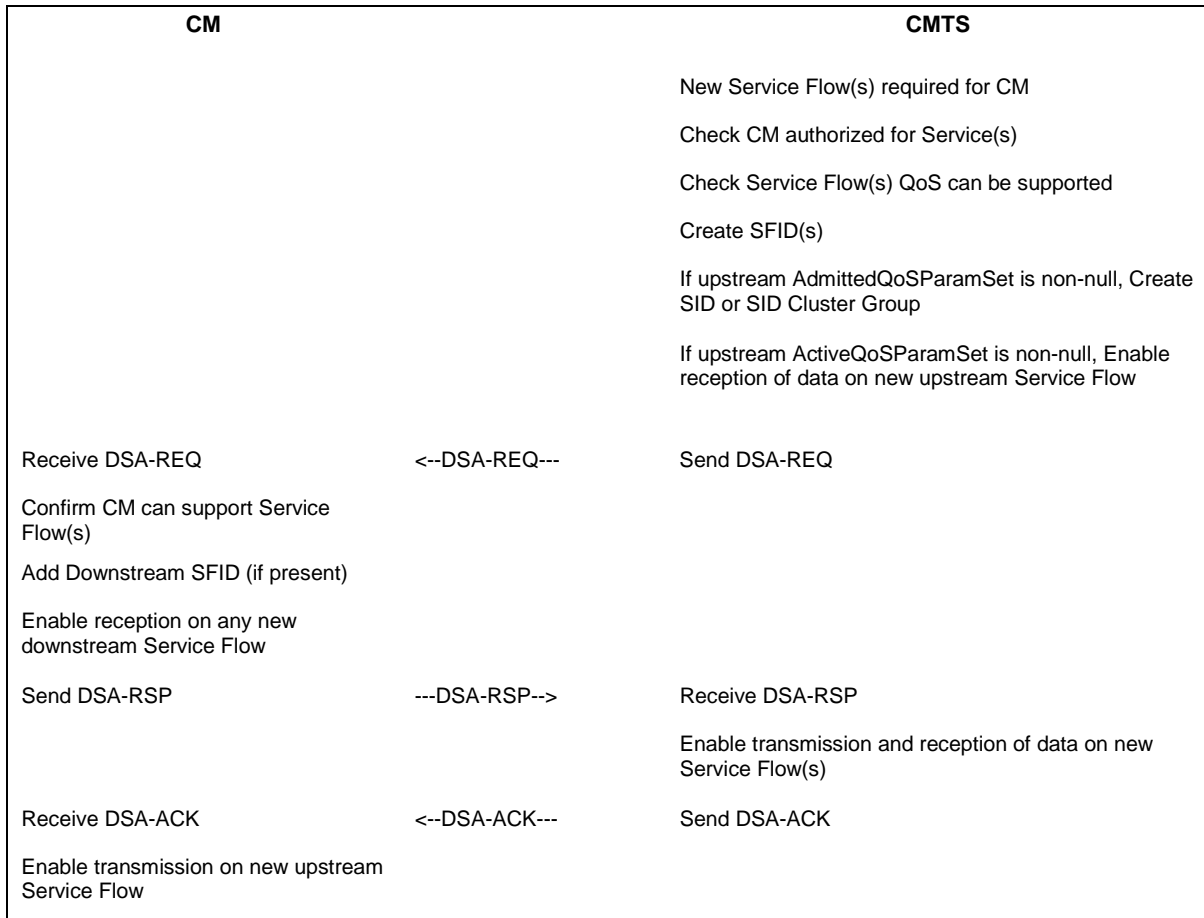 CM CMTS
New Service Flow(s) required for CM
Check CM authorized for Service(s)
Check Service Flow(s) QoS can be supported
Create SFID(s)
If upstream AdmittedQoSParamSet is non-null, Create
SID or SID Cluster Group
If upstream ActiveQoSParamSet is non-null, Enable
reception of data on new upstream Service Flow
Receive DSA-REQ <--DSA-REQ--- Send DSA-REQ
Confirm CM can support Service
Flow(s)
Add Downstream SFID (if present)
Enable reception on any new
downstream Service Flow
Send DSA-RSP ---DSA-RSP--> Receive DSA-RSP
Enable transmission and reception of data on new
Service Flow(s)
Receive DSA-ACK <--DSA-ACK--- Send DSA-ACK
Enable transmission on new upstream
Service Flow